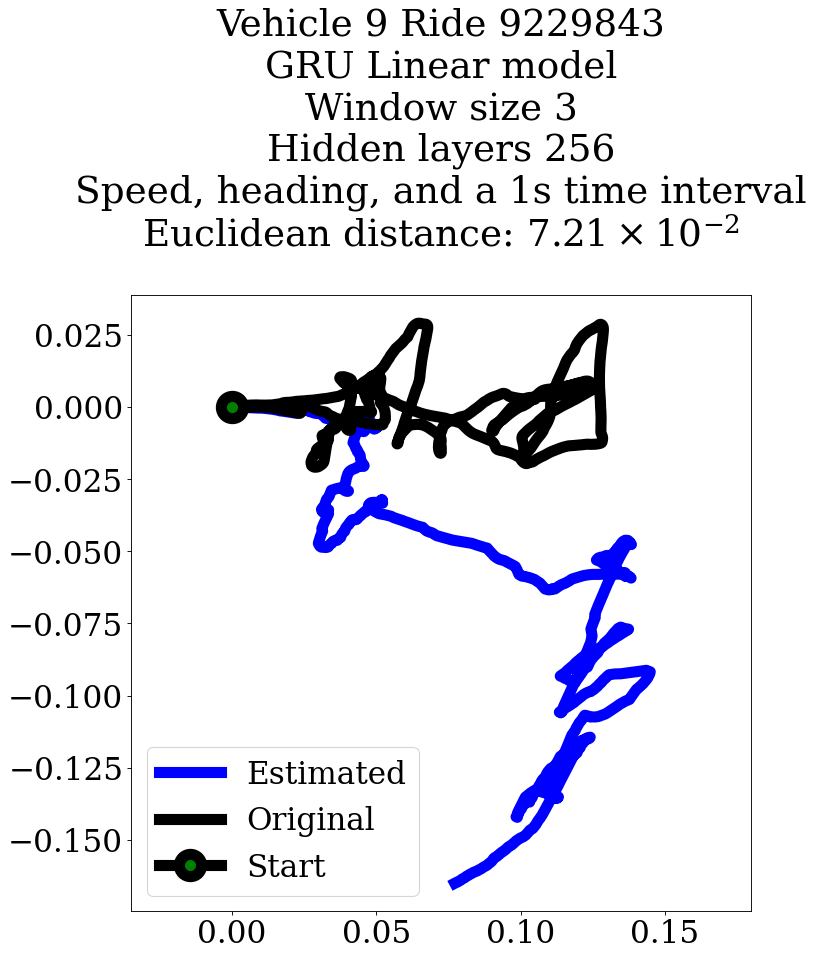 Vehicle 9 Ride 9229843
GRU Linear model
Window size 3
Hidden layers 256
Speed, heading, and a 1s time interval
Euclidean distance: 7.21 × 10⁻²
0.025
0.000
−0.025
−0.050
−0.075
−0.100
−0.125
−0.150
Estimated
Original
Start
0.00 0.05 0.10 0.15